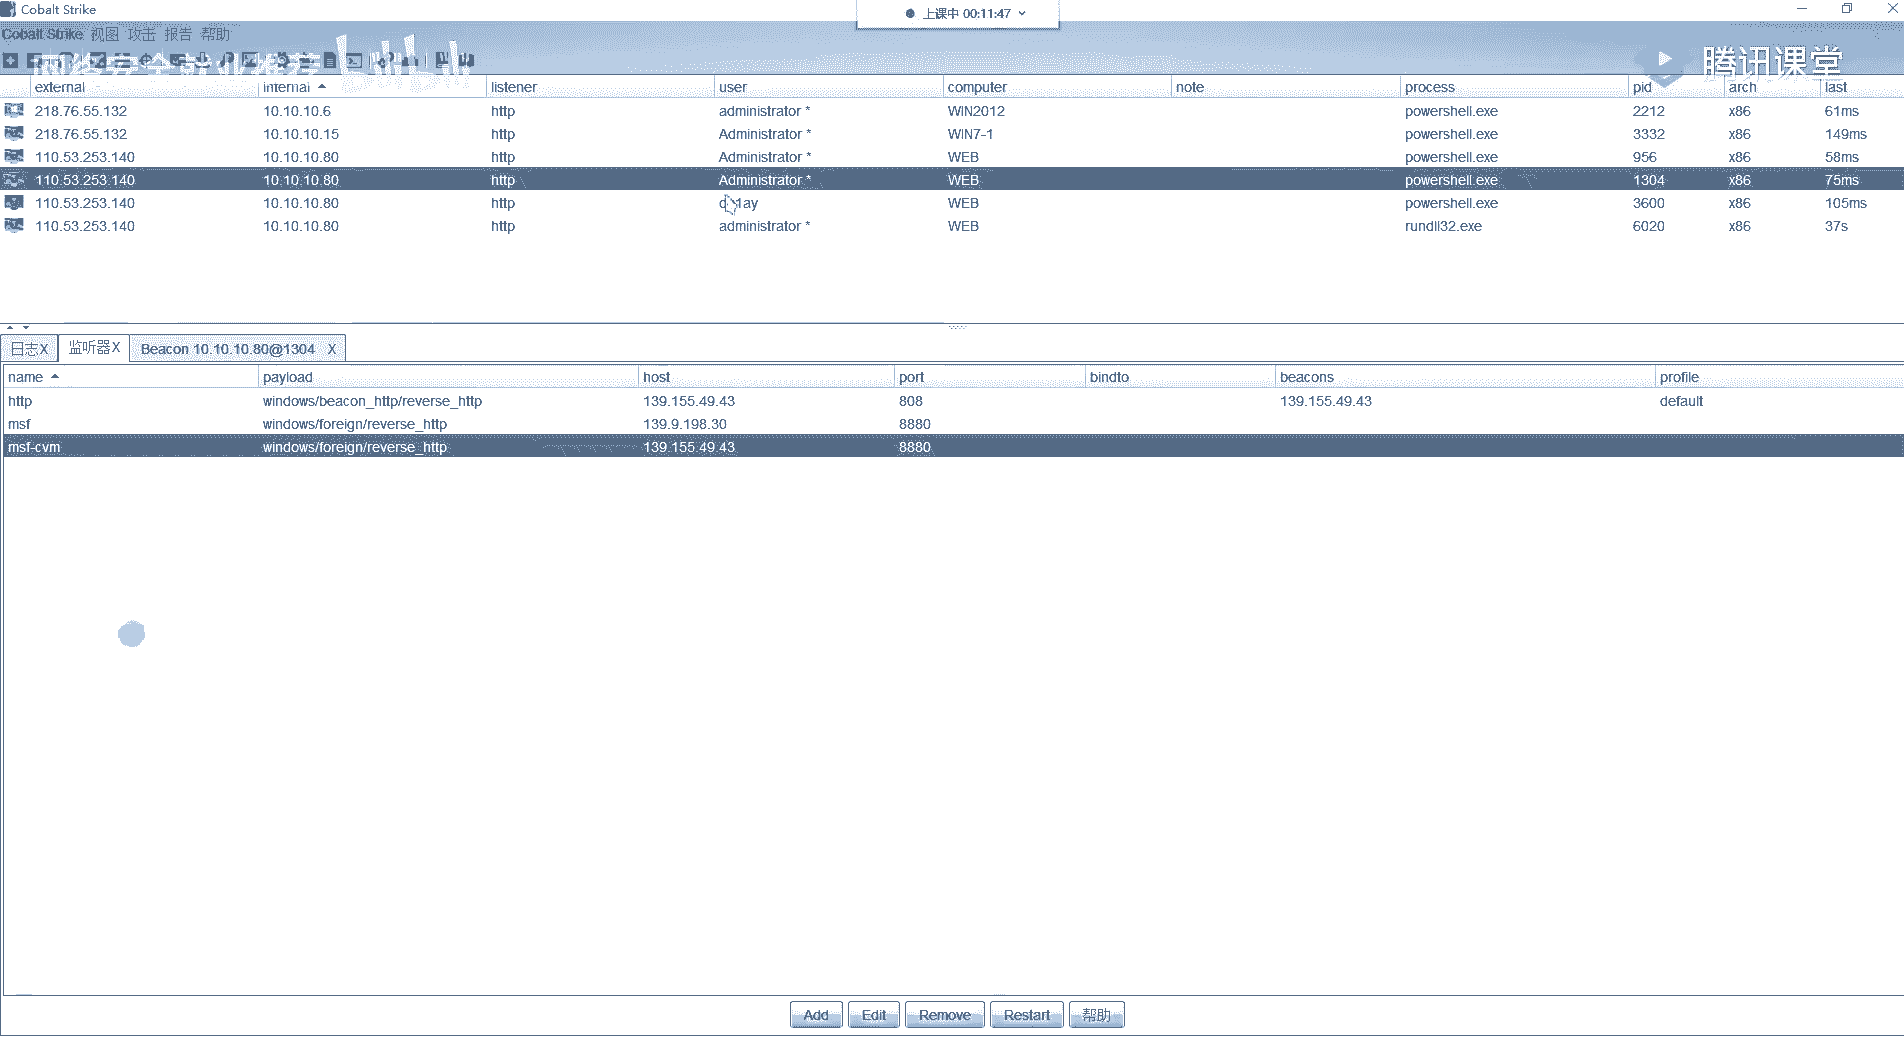 Cobalt Strike
上课中 00:11:47
Cobalt Strike 视图 攻击 报告 帮助
网络安全就业推荐 bilibili
腾讯课堂
external internal listener user computer note process pid arch last
218.76.55.132 10.10.10.6 http administrator * WIN2012 powershell.exe 2212 x86 61ms
218.76.55.132 10.10.10.15 http Administrator * WIN7-1 powershell.exe 3332 x86 149ms
110.53.253.140 10.10.10.80 http Administrator * WEB powershell.exe 956 x86 58ms
110.53.253.140 10.10.10.80 http Administrator * WEB powershell.exe 1304 x86 75ms
110.53.253.140 10.10.10.80 http WEB powershell.exe 3600 x86 105ms
110.53.253.140 10.10.10.80 http administrator * WEB rundll32.exe 6020 x86 37s
日志X 监听器X Beacon 10.10.10.80@1304 X
name payload host port bindto beacons profile
http windows/beacon_http/reverse_http 139.155.49.43 808 139.155.49.43 default
msf windows/foreign/reverse_http 139.9.198.30 8880
msf-cvm windows/foreign/reverse_http 139.155.49.43 8880
Add Edit Remove Restart 帮助